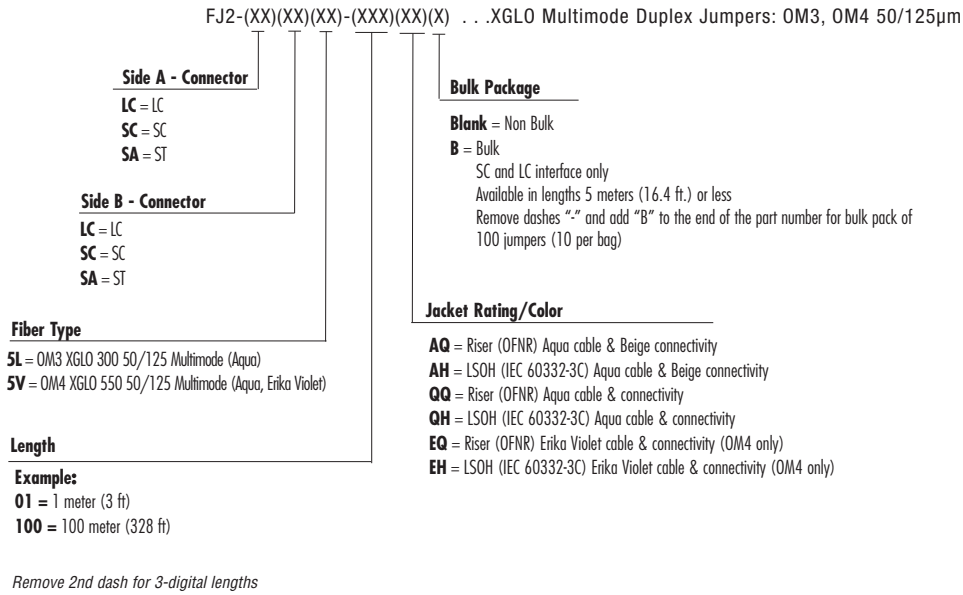 FJ2-(XX)(XX)(XX)-(XXX)(XX)(X) . . .XGLO Multimode Duplex Jumpers: OM3, OM4 50/125µm
Side A - Connector
LC = LC
SC = SC
SA = ST
Side B - Connector
LC = LC
SC = SC
SA = ST
Fiber Type
5L = OM3 XGLO 300 50/125 Multimode (Aqua)
5V = OM4 XGLO 550 50/125 Multimode (Aqua, Erika Violet)
Length
Example:
01 = 1 meter (3 ft)
100 = 100 meter (328 ft)
Remove 2nd dash for 3-digital lengths
Bulk Package
Blank = Non Bulk
B = Bulk
SC and LC interface only
Available in lengths 5 meters (16.4 ft.) or less
Remove dashes “-” and add “B” to the end of the part number for bulk pack of
100 jumpers (10 per bag)
Jacket Rating/Color
AQ = Riser (OFNR) Aqua cable & Beige connectivity
AH = LSOH (IEC 60332-3C) Aqua cable & Beige connectivity
QQ = Riser (OFNR) Aqua cable & connectivity
QH = LSOH (IEC 60332-3C) Aqua cable & connectivity
EQ = Riser (OFNR) Erika Violet cable & connectivity (OM4 only)
EH = LSOH (IEC 60332-3C) Erika Violet cable & connectivity (OM4 only)